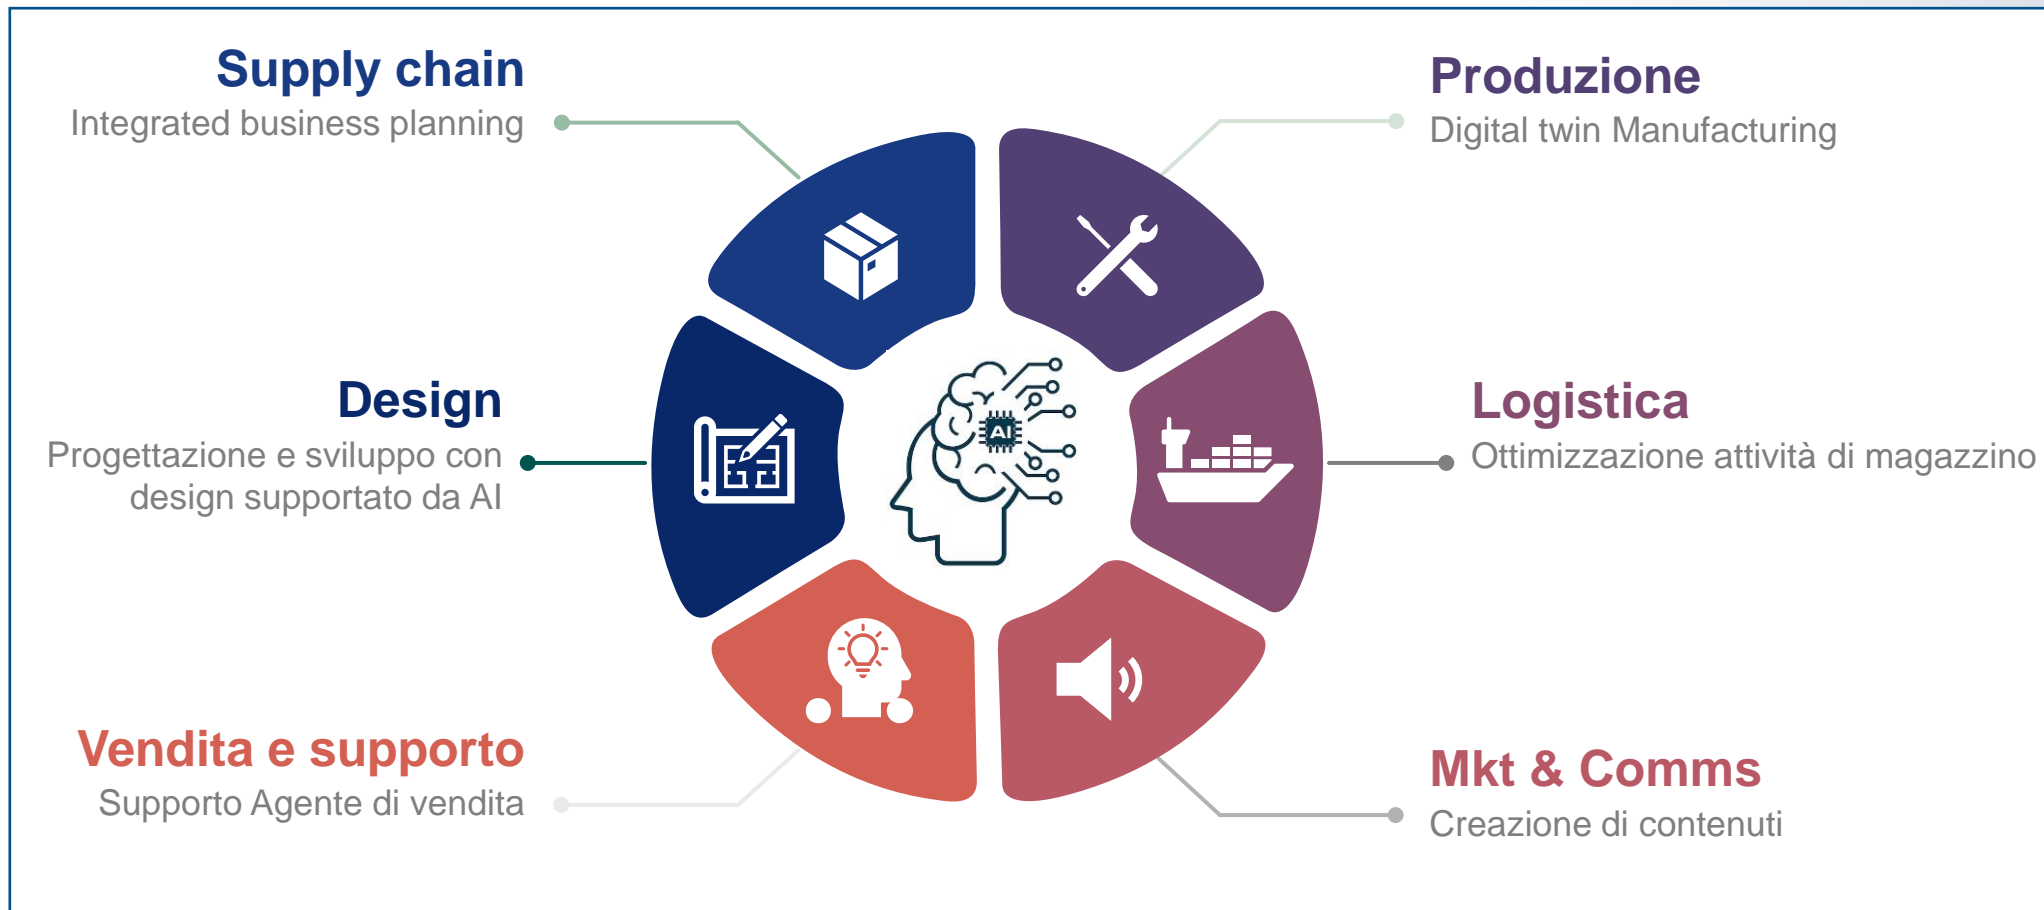 Supply chain
Integrated business planning
Produzione
Digital twin Manufacturing
Design
Progettazione e sviluppo con
design supportato da AI
AI
Logistica
Ottimizzazione attività di magazzino
Vendita e supporto
Supporto Agente di vendita
Mkt & Comms
Creazione di contenuti